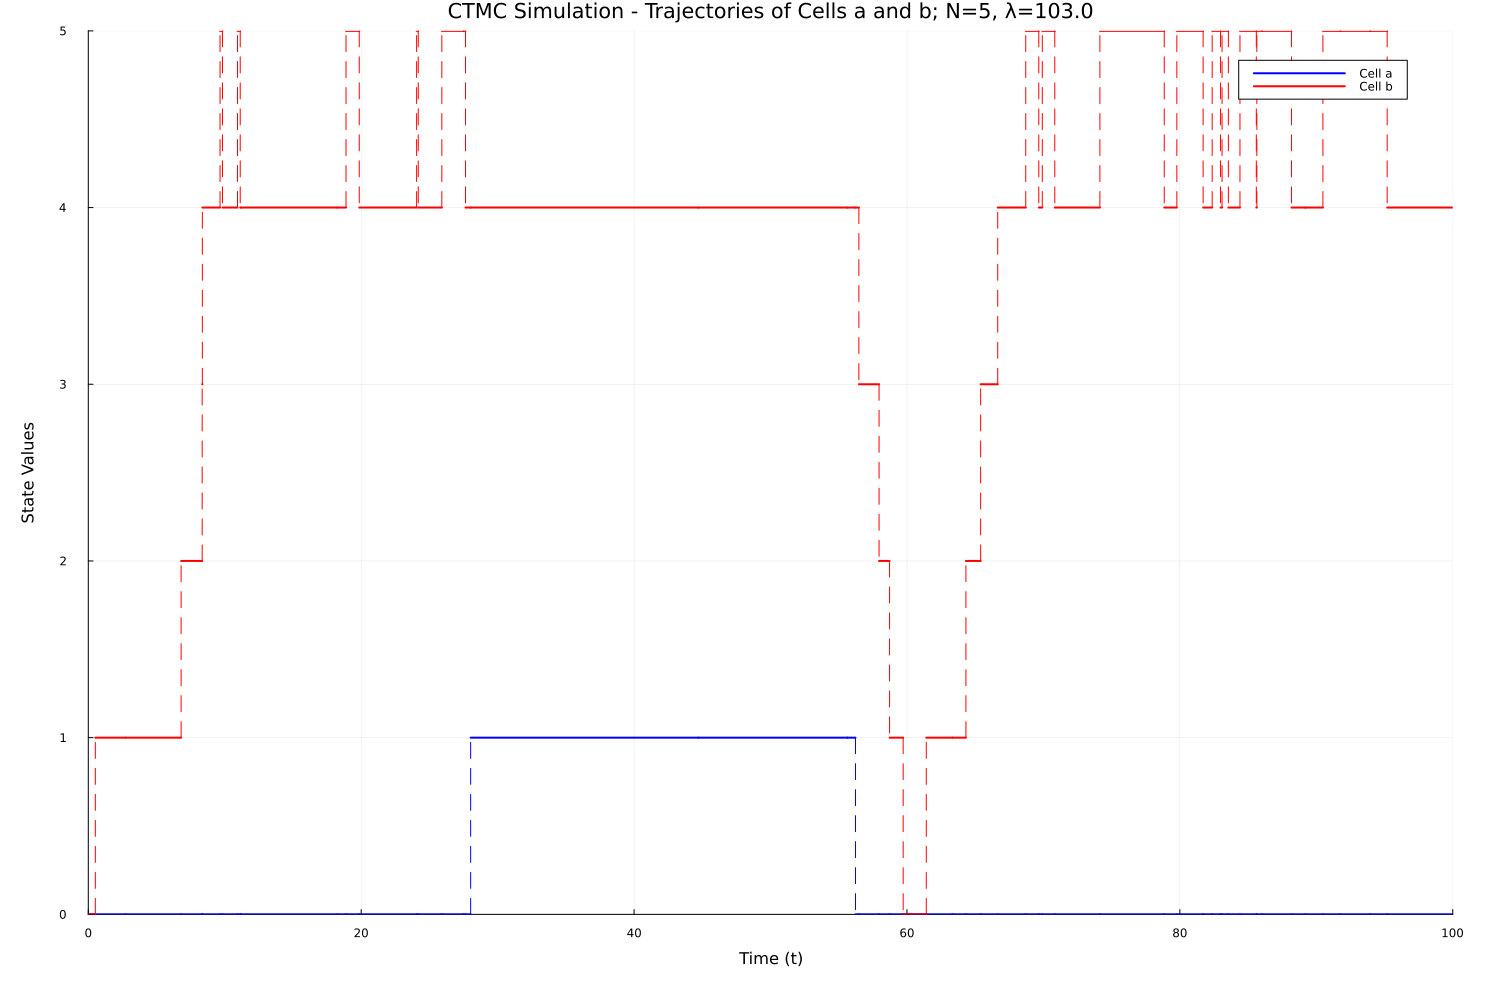 CTMC Simulation - Trajectories of Cells a and b; N=5, λ=103.0
5
Cell a
Cell b
4
3
State Values
2
1
0
0 20 40 60 80 100
Time (t)